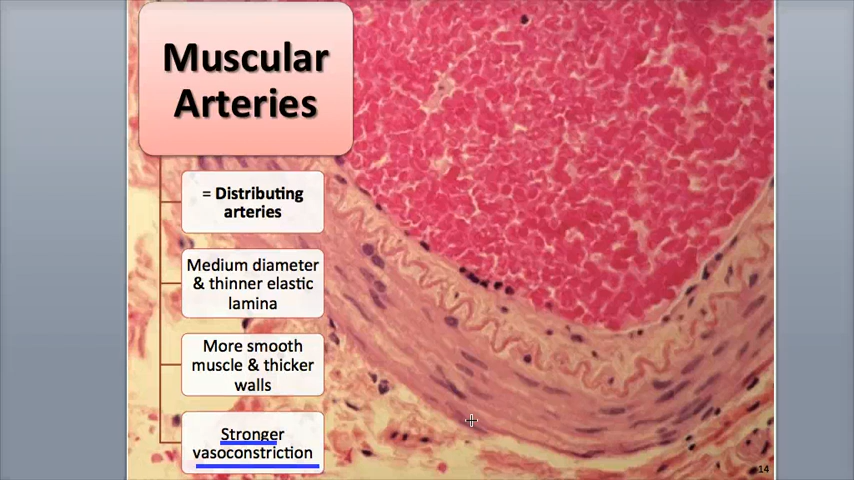 Muscular
Arteries
= Distributing
arteries
Medium diameter
& thinner elastic
lamina
More smooth
muscle & thicker
walls
Stronger
vasoconstriction
14